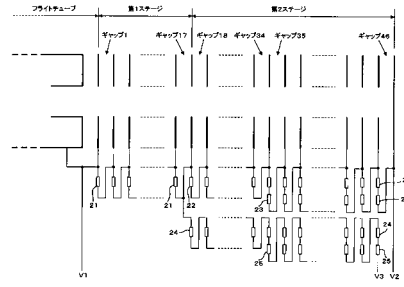 フライトチューブ 第1ステージ 第2ステージ
ギャップ1 ギャップ17 ギャップ18 ギャップ34 ギャップ35 ギャップ46
21 21 22 23
24 24
25 25
V1 V3 V2